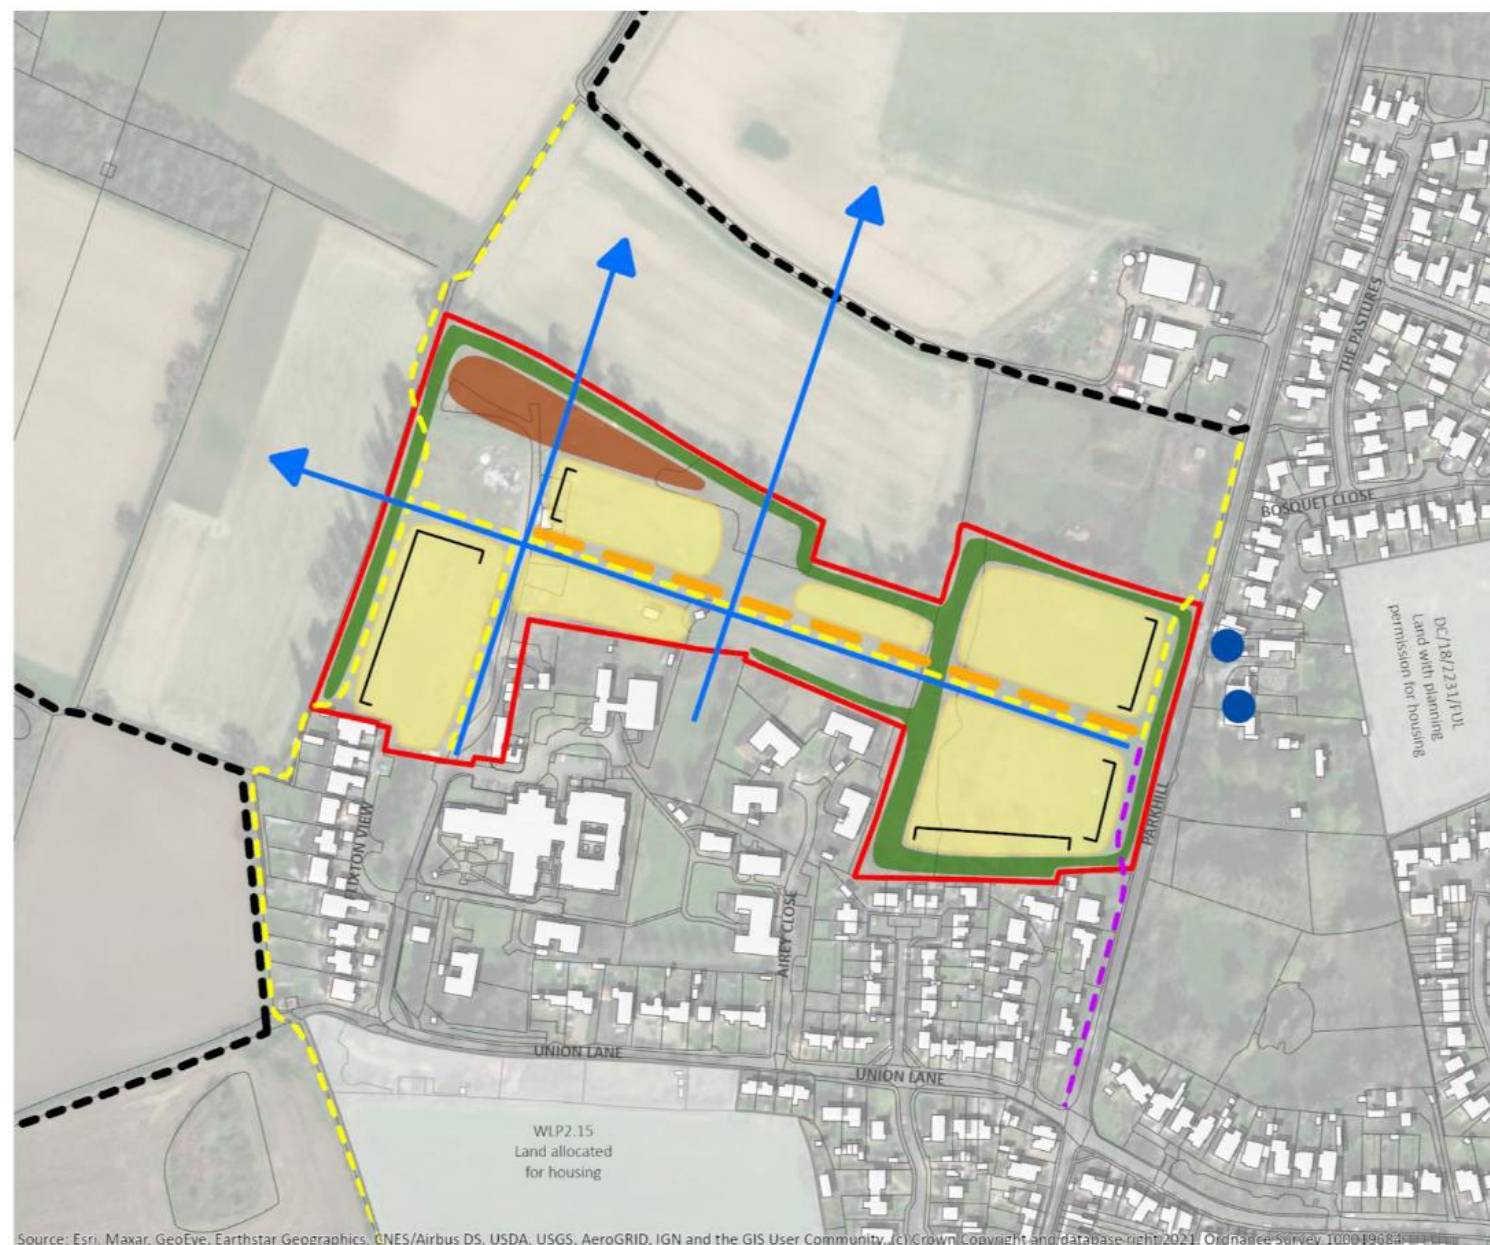 THE PASTURES
BOSQUET CLOSE
DC/18/2231/FUL
Land with planning
permission for housing
PARKHILL
AIREY CLOSE
UNION LANE
UNION LANE
WLP2.15
Land allocated
for housing
Source: Esri, Maxar, GeoEye, Earthstar Geographics, CNES/Airbus DS, USDA, USGS, AeroGRID, IGN and the GIS User Community, (c) Crown Copyright and database right 2021. Ordnance Survey 100019684